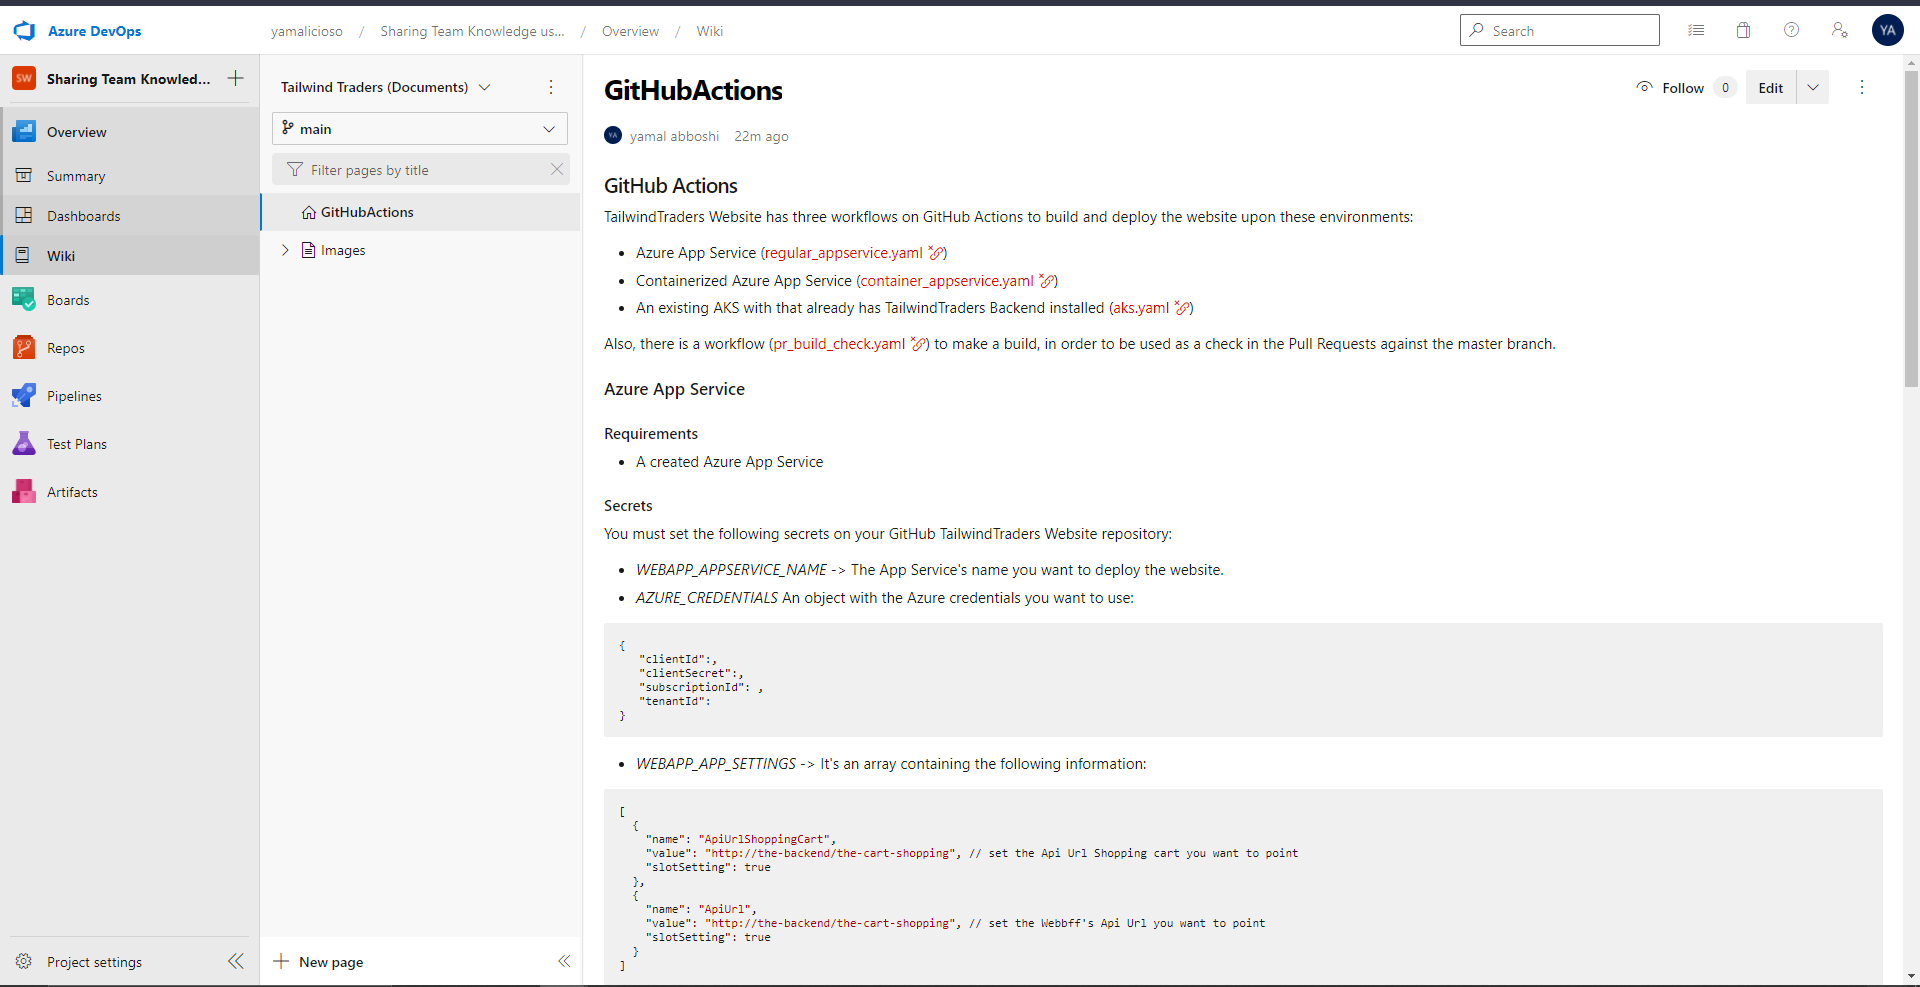 Azure DevOps
yamalicioso / Sharing Team Knowledge us... / Overview / Wiki
Search
YA
SW
Sharing Team Knowled...
Overview
Summary
Dashboards
Wiki
Boards
Repos
Pipelines
Test Plans
Artifacts
Project settings
Tailwind Traders (Documents)
main
Filter pages by title
GitHubActions
Images
New page
GitHubActions
Follow 0
Edit
YA yamal abboshi 22m ago
GitHub Actions
TailwindTraders Website has three workflows on GitHub Actions to build and deploy the website upon these environments:
• Azure App Service (regular_appservice.yaml)
• Containerized Azure App Service (container_appservice.yaml)
• An existing AKS with that already has TailwindTraders Backend installed (aks.yaml)
Also, there is a workflow (pr_build_check.yaml) to make a build, in order to be used as a check in the Pull Requests against the master branch.
Azure App Service
Requirements
• A created Azure App Service
Secrets
You must set the following secrets on your GitHub TailwindTraders Website repository:
• WEBAPP_APPSERVICE_NAME -> The App Service's name you want to deploy the website.
• AZURE_CREDENTIALS An object with the Azure credentials you want to use:
{
"clientId":,
"clientSecret":,
"subscriptionId": ,
"tenantId":
}
• WEBAPP_APP_SETTINGS -> It's an array containing the following information:
[
{
"name": "ApiUrlShoppingCart",
"value": "http://the-backend/the-cart-shopping", // set the Api Url Shopping cart you want to point
"slotSetting": true
},
{
"name": "ApiUrl",
"value": "http://the-backend/the-cart-shopping", // set the Webbff's Api Url you want to point
"slotSetting": true
}
]